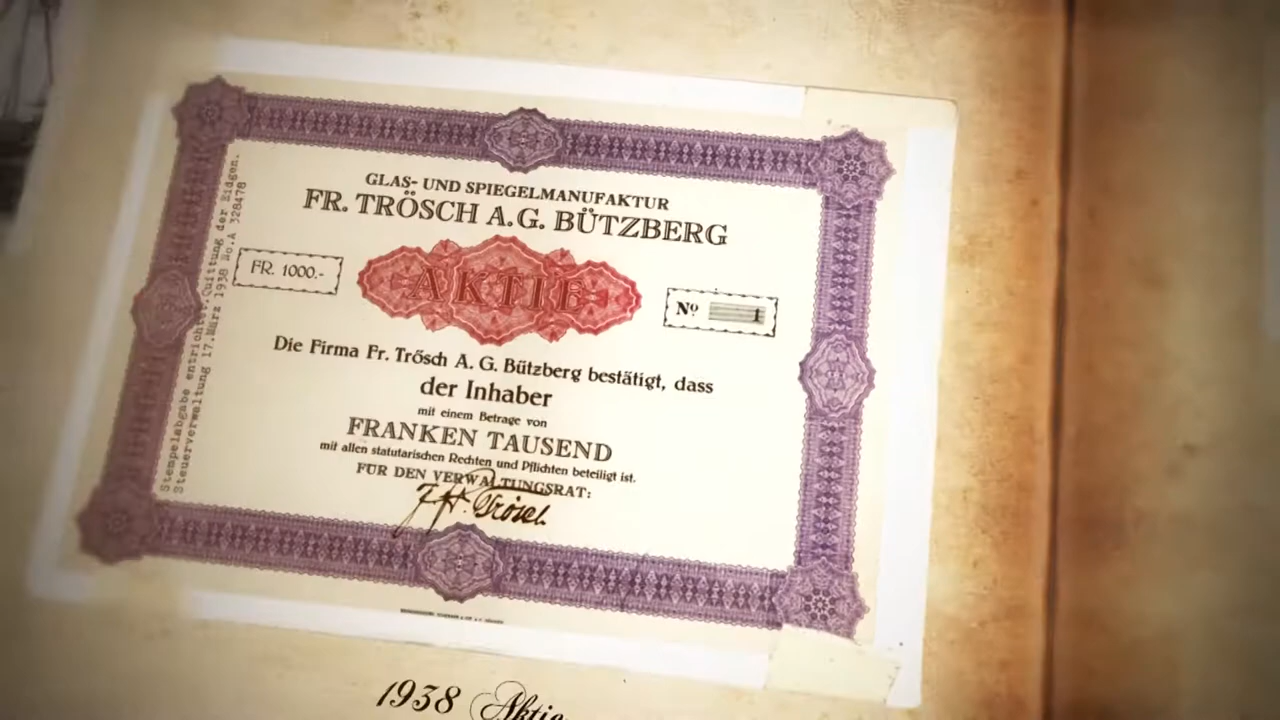 GLAS- UND SPIEGELMANUFAKTUR
FR. TRÖSCH A.G. BÜTZBERG
FR. 1000.-
AKTIE
No 1
Die Firma Fr. Trösch A. G. Bützberg bestätigt, dass
der Inhaber
mit einem Betrage von
FRANKEN TAUSEND
mit allen statutarischen Rechten und Pflichten beteiligt ist.
FÜR DEN VERWALTUNGSRAT:
Fr. Trösch
Stempelabgabe entrichtet. Quittung der Eidgen.
Steuerverwaltung 17. März 1938 No. A 328478
1938 Aktie